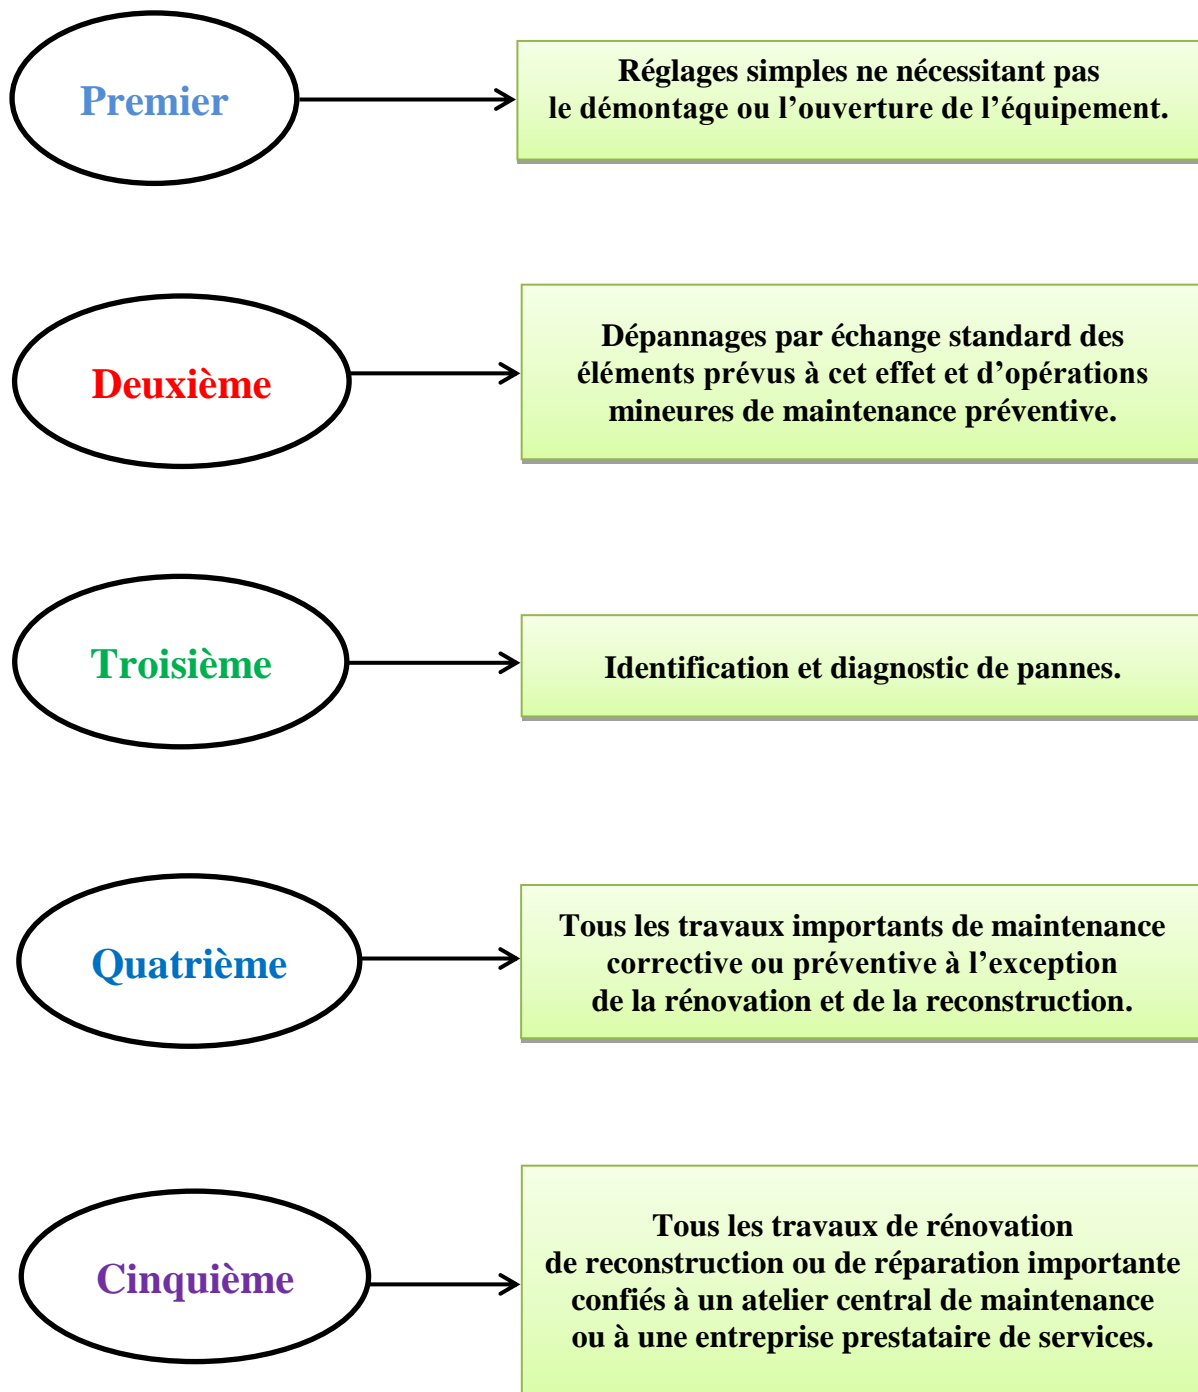 Premier
Réglages simples ne nécessitant pas
le démontage ou l’ouverture de l’équipement.
Deuxième
Dépannages par échange standard des
éléments prévus à cet effet et d’opérations
mineures de maintenance préventive.
Troisième
Identification et diagnostic de pannes.
Quatrième
Tous les travaux importants de maintenance
corrective ou préventive à l’exception
de la rénovation et de la reconstruction.
Cinquième
Tous les travaux de rénovation
de reconstruction ou de réparation importante
confiés à un atelier central de maintenance
ou à une entreprise prestataire de services.